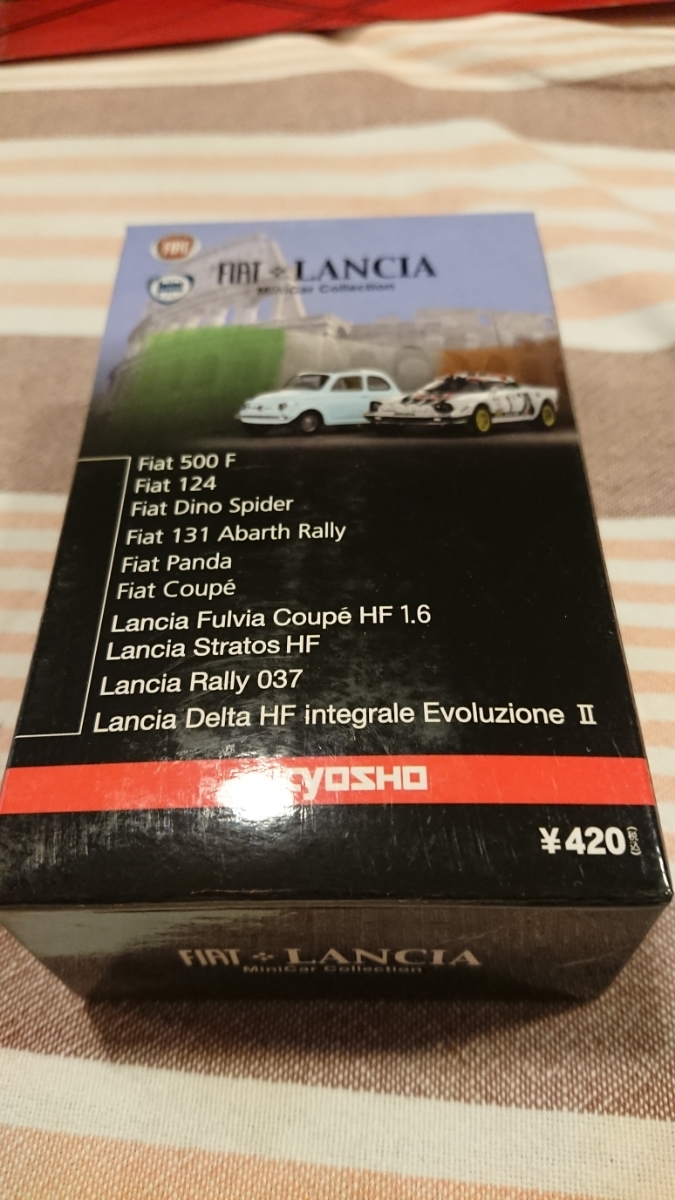 FIAT
FIAT LANCIA
MiniCar Collection
Fiat 500 F
Fiat 124
Fiat Dino Spider
Fiat 131 Abarth Rally
Fiat Panda
Fiat Coupé
Lancia Fulvia Coupé HF 1.6
Lancia Stratos HF
Lancia Rally 037
Lancia Delta HF integrale Evoluzione II
KYOSHO
¥420
FIAT LANCIA
MiniCar Collection